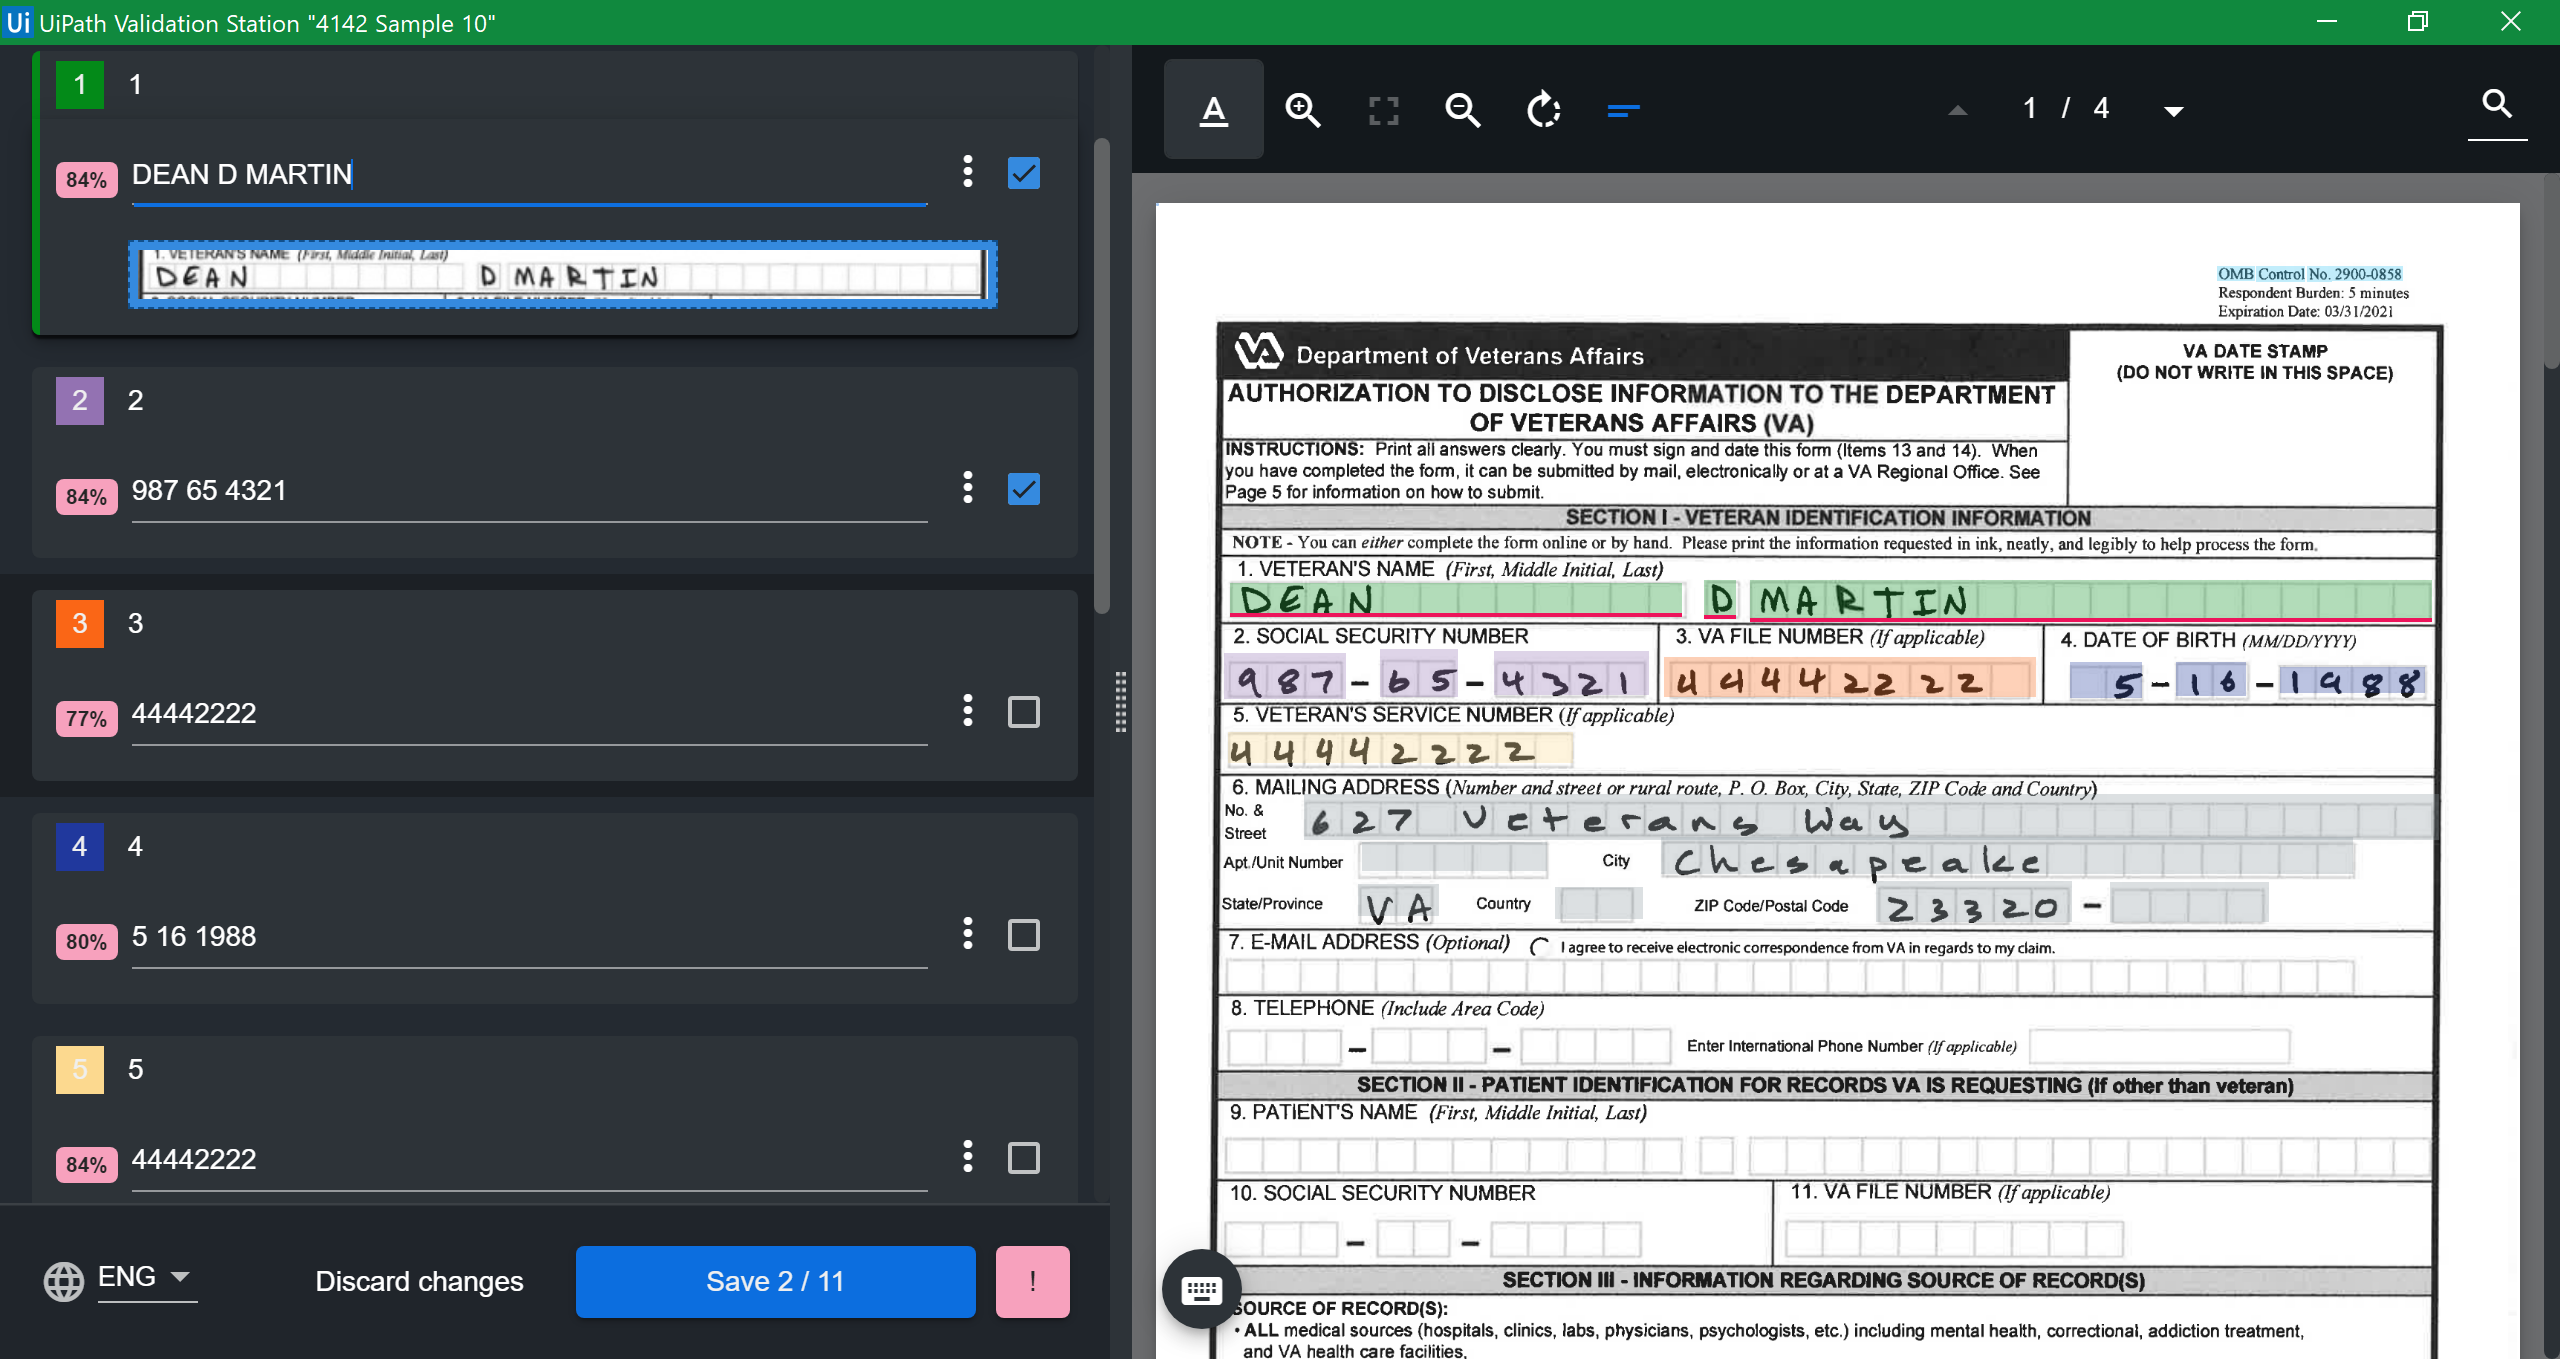 Ui UiPath Validation Station "4142 Sample 10"
1 1
84% DEAN D MARTIN
1. VETERAN'S NAME (First, Middle Initial, Last)
DEAN D MARTIN
2 2
84% 987 65 4321
3 3
77% 44442222
4 4
80% 5 16 1988
5 5
84% 44442222
ENG Discard changes Save 2 / 11 !
A 1 / 4
OMB Control No. 2900-0858
Respondent Burden: 5 minutes
Expiration Date: 03/31/2021
VA Department of Veterans Affairs
VA DATE STAMP
(DO NOT WRITE IN THIS SPACE)
AUTHORIZATION TO DISCLOSE INFORMATION TO THE DEPARTMENT
OF VETERANS AFFAIRS (VA)
INSTRUCTIONS: Print all answers clearly. You must sign and date this form (Items 13 and 14). When
you have completed the form, it can be submitted by mail, electronically or at a VA Regional Office. See
Page 5 for information on how to submit.
SECTION I - VETERAN IDENTIFICATION INFORMATION
NOTE - You can either complete the form online or by hand. Please print the information requested in ink, neatly, and legibly to help process the form.
1. VETERAN'S NAME (First, Middle Initial, Last)
DEAN D MARTIN
2. SOCIAL SECURITY NUMBER 3. VA FILE NUMBER (If applicable) 4. DATE OF BIRTH (MM/DD/YYYY)
987 - 65 - 4321 44442222 5 - 16 - 1988
5. VETERAN'S SERVICE NUMBER (If applicable)
44442222
6. MAILING ADDRESS (Number and street or rural route, P. O. Box, City, State, ZIP Code and Country)
No. &
Street 627 Veterans Way
Apt./Unit Number City Chesapeake
State/Province VA Country ZIP Code/Postal Code 23320 -
7. E-MAIL ADDRESS (Optional) I agree to receive electronic correspondence from VA in regards to my claim.
8. TELEPHONE (Include Area Code)
- - Enter International Phone Number (If applicable)
SECTION II - PATIENT IDENTIFICATION FOR RECORDS VA IS REQUESTING (If other than veteran)
9. PATIENT'S NAME (First, Middle Initial, Last)
10. SOCIAL SECURITY NUMBER 11. VA FILE NUMBER (If applicable)
- -
SECTION III - INFORMATION REGARDING SOURCE OF RECORD(S)
SOURCE OF RECORD(S):
• ALL medical sources (hospitals, clinics, labs, physicians, psychologists, etc.) including mental health, correctional, addiction treatment,
and VA health care facilities,